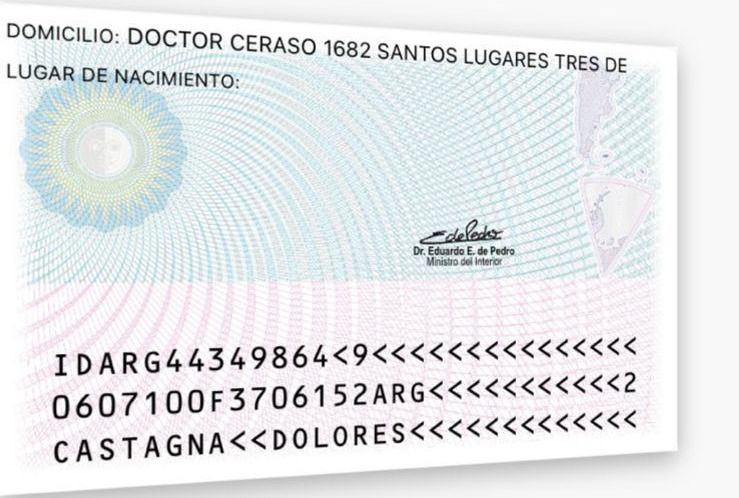 DOMICILIO: DOCTOR CERASO 1682 SANTOS LUGARES TRES DE
LUGAR DE NACIMIENTO:
Dr. Eduardo E. de Pedro
Ministro del Interior
IDARG44349864<9<<<<<<<<<<<<<<<
0607100F3706152ARG<<<<<<<<<<<2
CASTAGNA<<DOLORES<<<<<<<<<<<<<